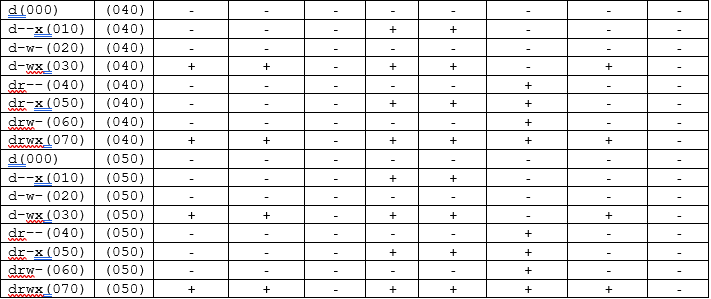 d(000) (040) - - - - - - - -
d--x(010) (040) - - - + + - - -
d-w-(020) (040) - - - - - - - -
d-wx(030) (040) + + - + + - + -
dr--(040) (040) - - - - - + - -
dr-x(050) (040) - - - + + + - -
drw-(060) (040) - - - - - + - -
drwx(070) (040) + + - + + + + -
d(000) (050) - - - - - - - -
d--x(010) (050) - - - + + - - -
d-w-(020) (050) - - - - - - - -
d-wx(030) (050) + + - + + - + -
dr--(040) (050) - - - - - + - -
dr-x(050) (050) - - - + + + - -
drw-(060) (050) - - - - - + - -
drwx(070) (050) + + - + + + + -